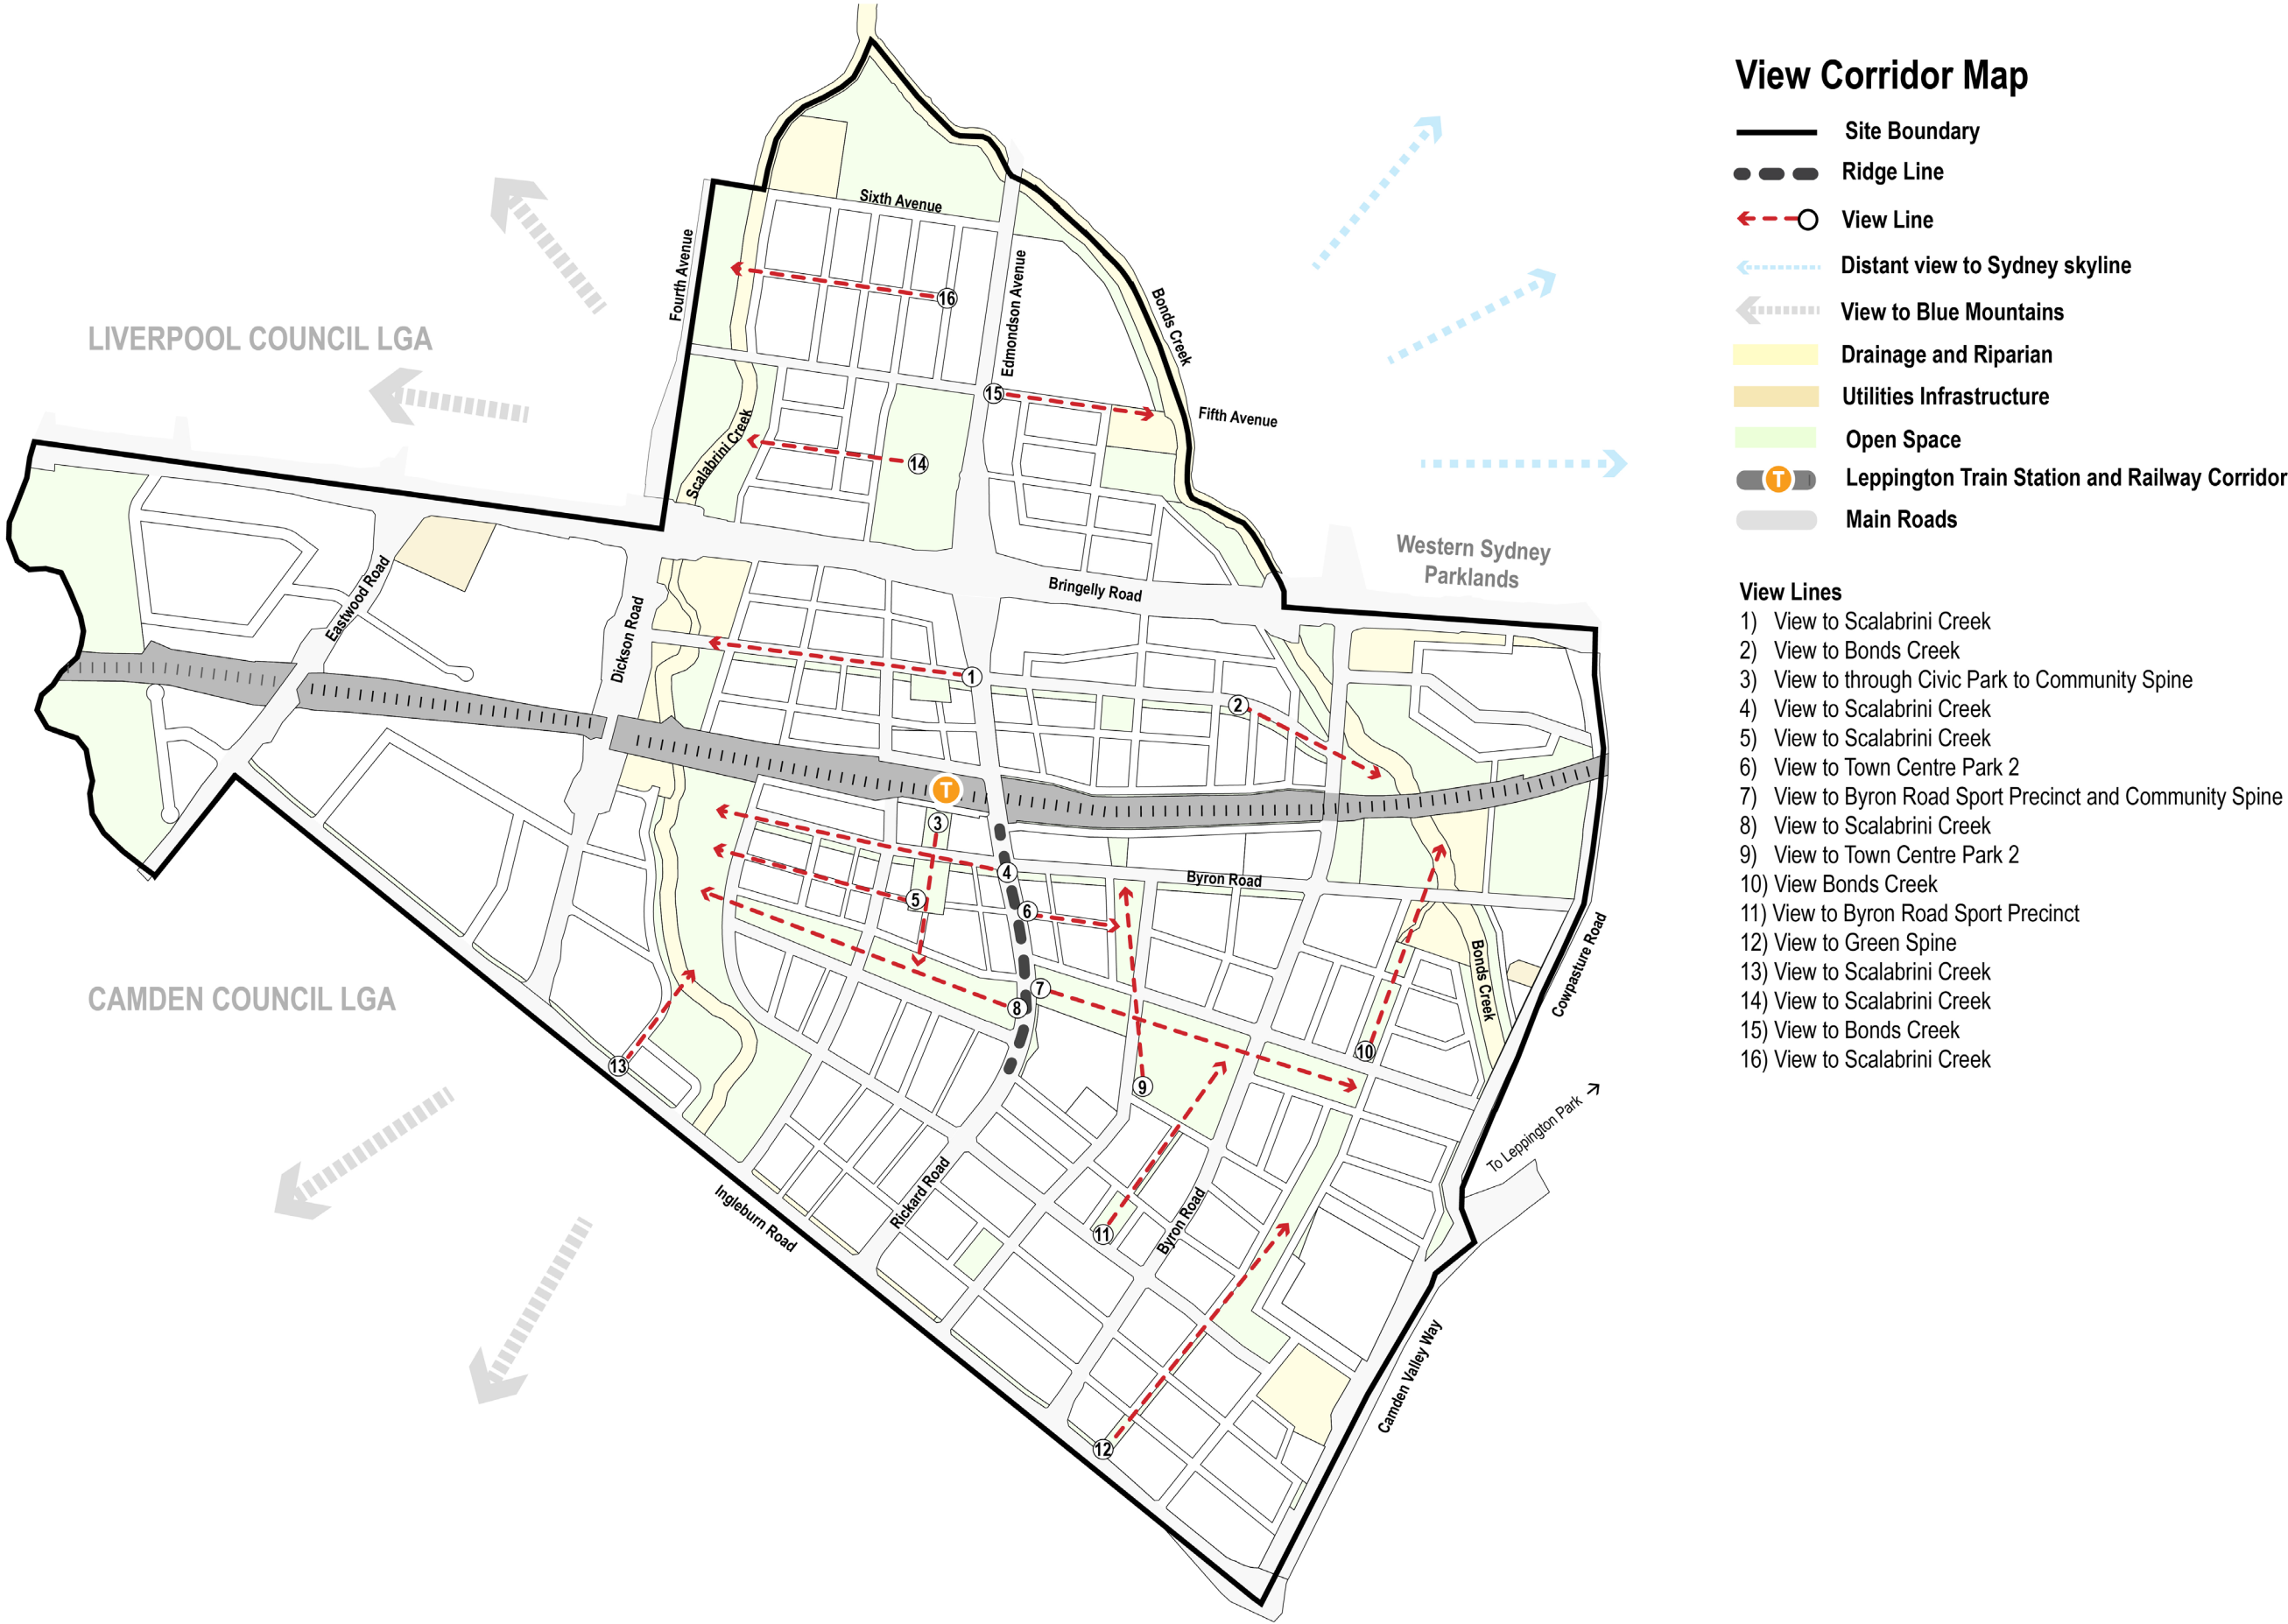 View Corridor Map
Site Boundary
Ridge Line
View Line
Distant view to Sydney skyline
View to Blue Mountains
Drainage and Riparian
Utilities Infrastructure
Open Space
T
Leppington Train Station and Railway Corridor
Main Roads
View Lines
1) View to Scalabrini Creek
2) View to Bonds Creek
3) View to through Civic Park to Community Spine
4) View to Scalabrini Creek
5) View to Scalabrini Creek
6) View to Town Centre Park 2
7) View to Byron Road Sport Precinct and Community Spine
8) View to Scalabrini Creek
9) View to Town Centre Park 2
10) View Bonds Creek
11) View to Byron Road Sport Precinct
12) View to Green Spine
13) View to Scalabrini Creek
14) View to Scalabrini Creek
15) View to Bonds Creek
16) View to Scalabrini Creek
LIVERPOOL COUNCIL LGA
CAMDEN COUNCIL LGA
Western Sydney
Parklands
Sixth Avenue
Fourth Avenue
Edmondson Avenue
Bonds Creek
Fifth Avenue
Scalabrini Creek
16
15
14
Bringelly Road
Eastwood Road
Dickson Road
1
2
T
3
4
Byron Road
5
6
7
8
Bonds Creek
Cowpasture Road
10
13
9
To Leppington Park
Rickard Road
Ingleburn Road
11
Byron Road
Camden Valley Way
12